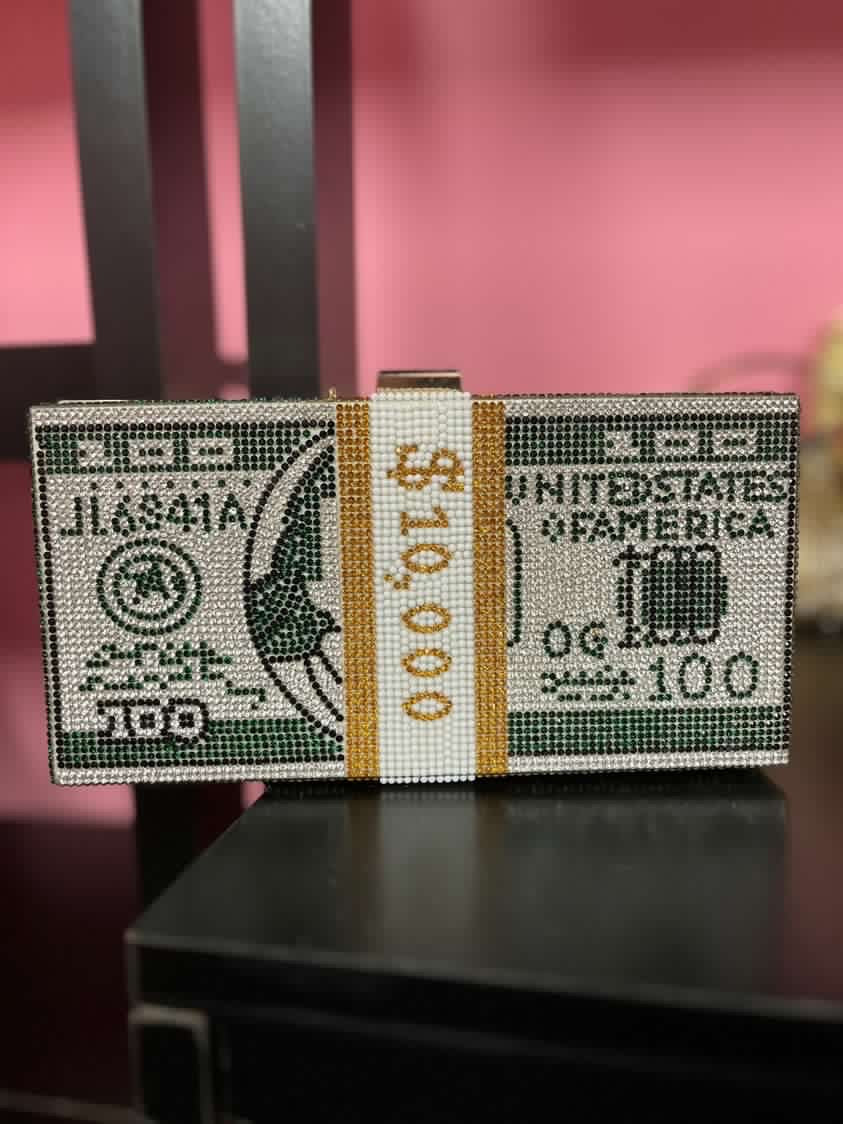 100
$10,000
UNITEDSTATES
OFAMERICA
OG
100